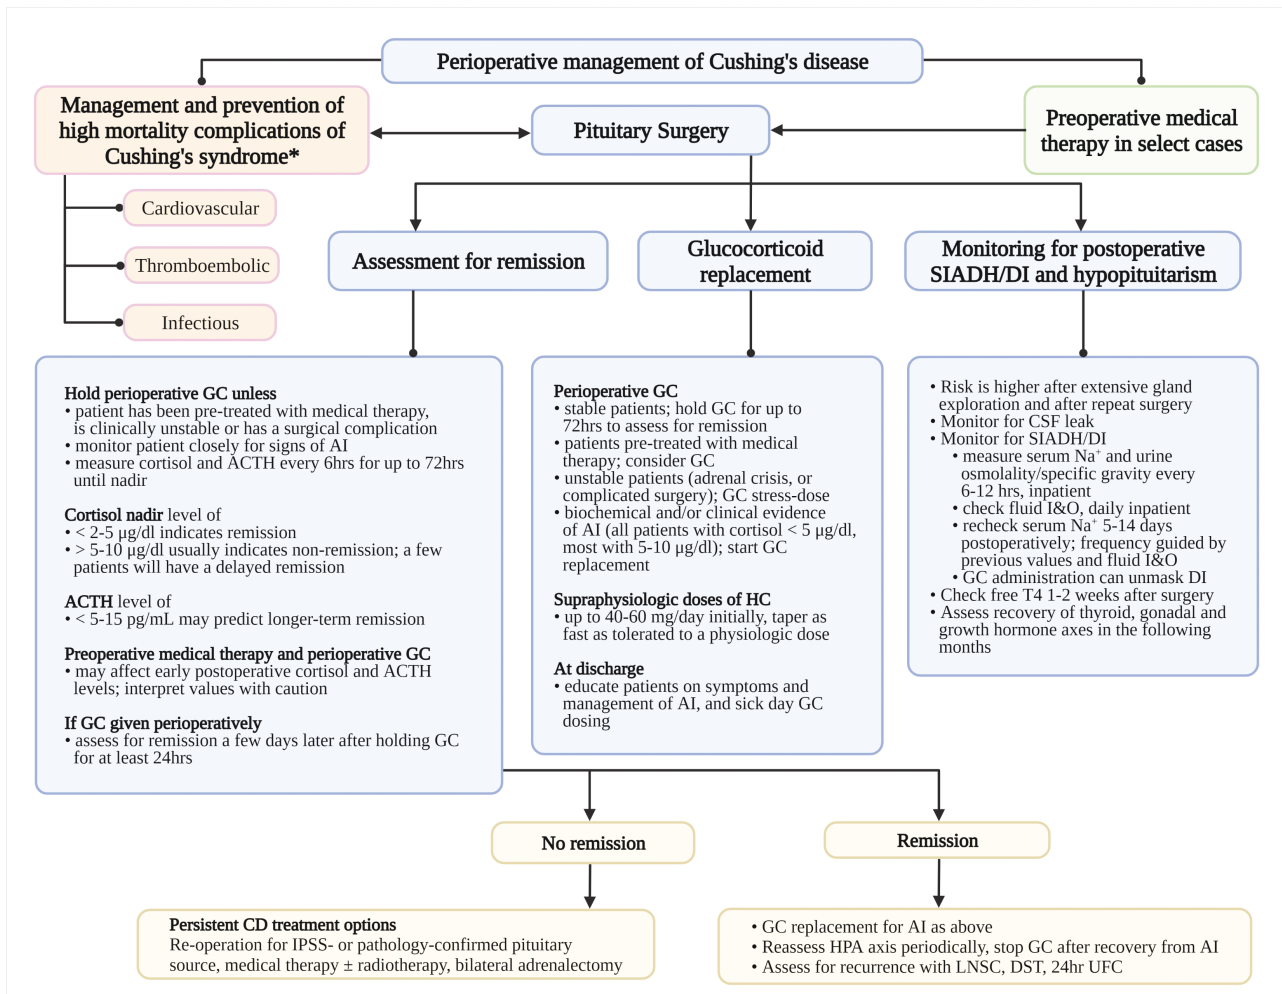 Perioperative management of Cushing's disease
Management and prevention of
high mortality complications of
Cushing's syndrome*
Pituitary Surgery
Preoperative medical
therapy in select cases
Cardiovascular
Thromboembolic
Infectious
Assessment for remission
Glucocorticoid
replacement
Monitoring for postoperative
SIADH/DI and hypopituitarism
Hold perioperative GC unless
• patient has been pre-treated with medical therapy,
is clinically unstable or has a surgical complication
• monitor patient closely for signs of AI
• measure cortisol and ACTH every 6hrs for up to 72hrs
until nadir
Cortisol nadir level of
• < 2-5 μg/dl indicates remission
• > 5-10 μg/dl usually indicates non-remission; a few
patients will have a delayed remission
ACTH level of
• < 5-15 pg/mL may predict longer-term remission
Preoperative medical therapy and perioperative GC
• may affect early postoperative cortisol and ACTH
levels; interpret values with caution
If GC given perioperatively
• assess for remission a few days later after holding GC
for at least 24hrs
Perioperative GC
• stable patients; hold GC for up to
72hrs to assess for remission
• patients pre-treated with medical
therapy; consider GC
• unstable patients (adrenal crisis, or
complicated surgery); GC stress-dose
• biochemical and/or clinical evidence
of AI (all patients with cortisol < 5 μg/dl,
most with 5-10 μg/dl); start GC
replacement
Supraphysiologic doses of HC
• up to 40-60 mg/day initially, taper as
fast as tolerated to a physiologic dose
At discharge
• educate patients on symptoms and
management of AI, and sick day GC
dosing
• Risk is higher after extensive gland
exploration and after repeat surgery
• Monitor for CSF leak
• Monitor for SIADH/DI
• measure serum Na⁺ and urine
osmolality/specific gravity every
6-12 hrs, inpatient
• check fluid I&O, daily inpatient
• recheck serum Na⁺ 5-14 days
postoperatively; frequency guided by
previous values and fluid I&O
• GC administration can unmask DI
• Check free T4 1-2 weeks after surgery
• Assess recovery of thyroid, gonadal and
growth hormone axes in the following
months
No remission
Remission
Persistent CD treatment options
Re-operation for IPSS- or pathology-confirmed pituitary
source, medical therapy ± radiotherapy, bilateral adrenalectomy
• GC replacement for AI as above
• Reassess HPA axis periodically, stop GC after recovery from AI
• Assess for recurrence with LNSC, DST, 24hr UFC